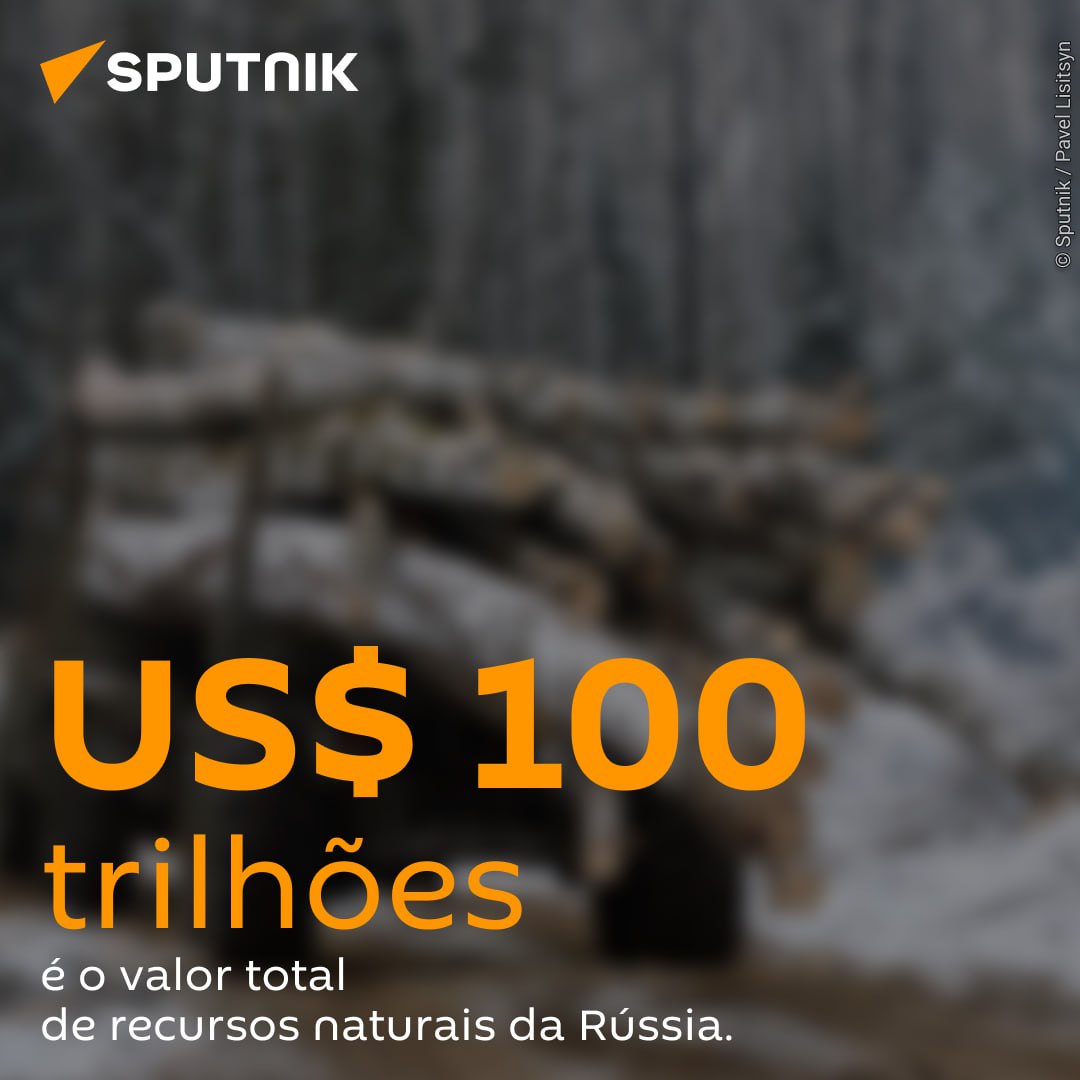 SPUTNIK
© Sputnik / Pavel Lisitsyn
US$ 100
trilhões
é o valor total
de recursos naturais da Rússia.